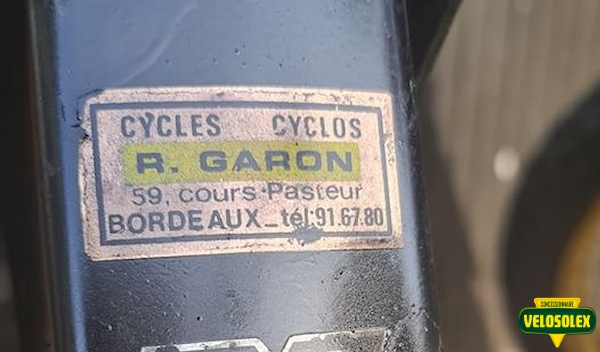 CYCLES CYCLOS
R. GARON
59, cours Pasteur
BORDEAUX_tél:91.67.80
CONCESSIONNAIRE
VELOSOLEX